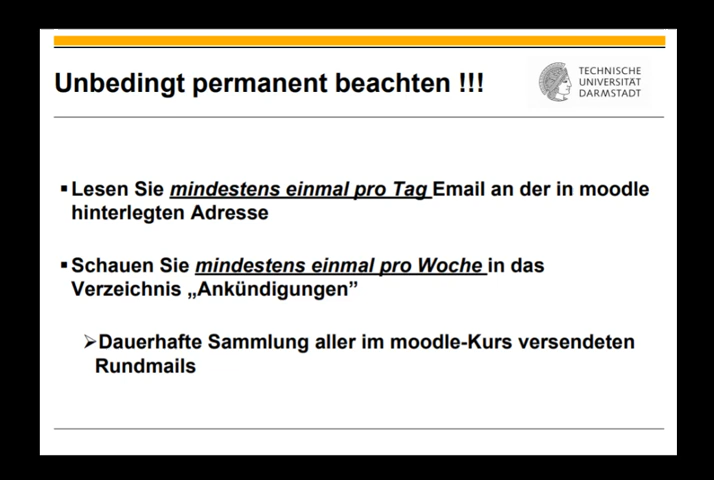 Unbedingt permanent beachten !!!
TECHNISCHE
UNIVERSITÄT
DARMSTADT
▪Lesen Sie mindestens einmal pro Tag Email an der in moodle
hinterlegten Adresse
▪Schauen Sie mindestens einmal pro Woche in das
Verzeichnis „Ankündigungen”
➢Dauerhafte Sammlung aller im moodle-Kurs versendeten
Rundmails